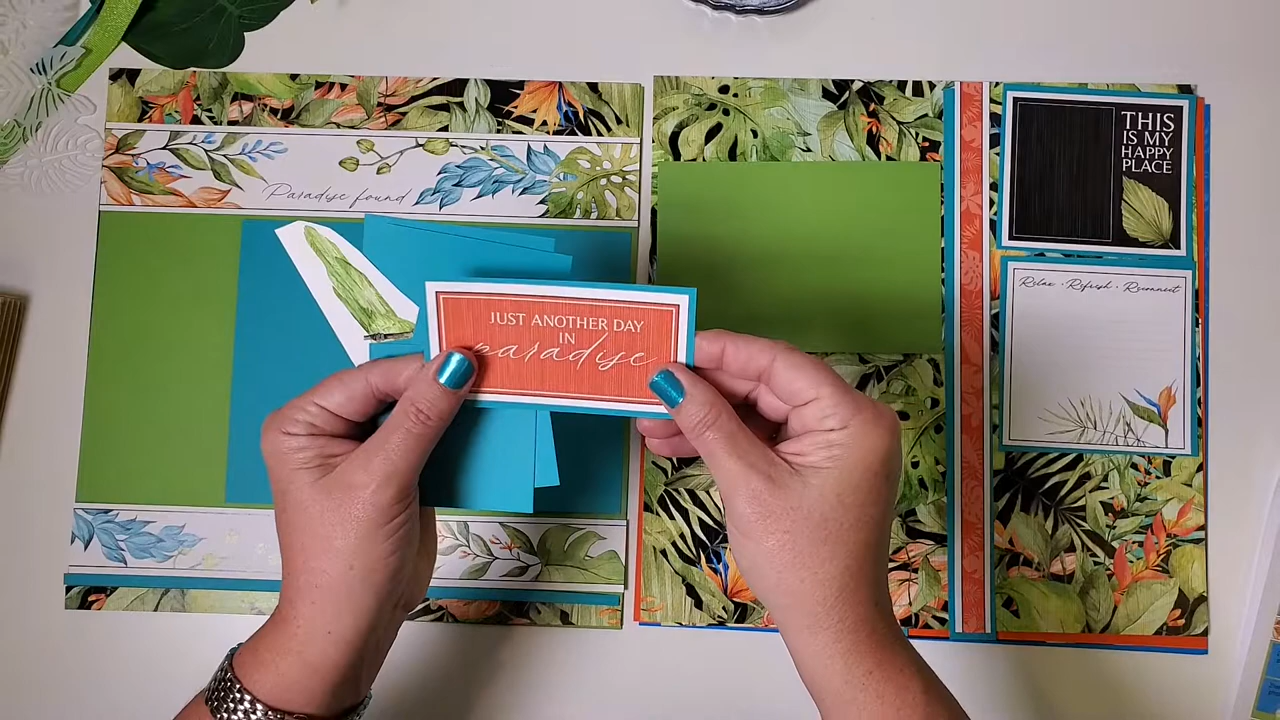 Paradise found
JUST ANOTHER DAY
IN
paradise
THIS
IS MY
HAPPY
PLACE
Relax • Refresh • Reconnect